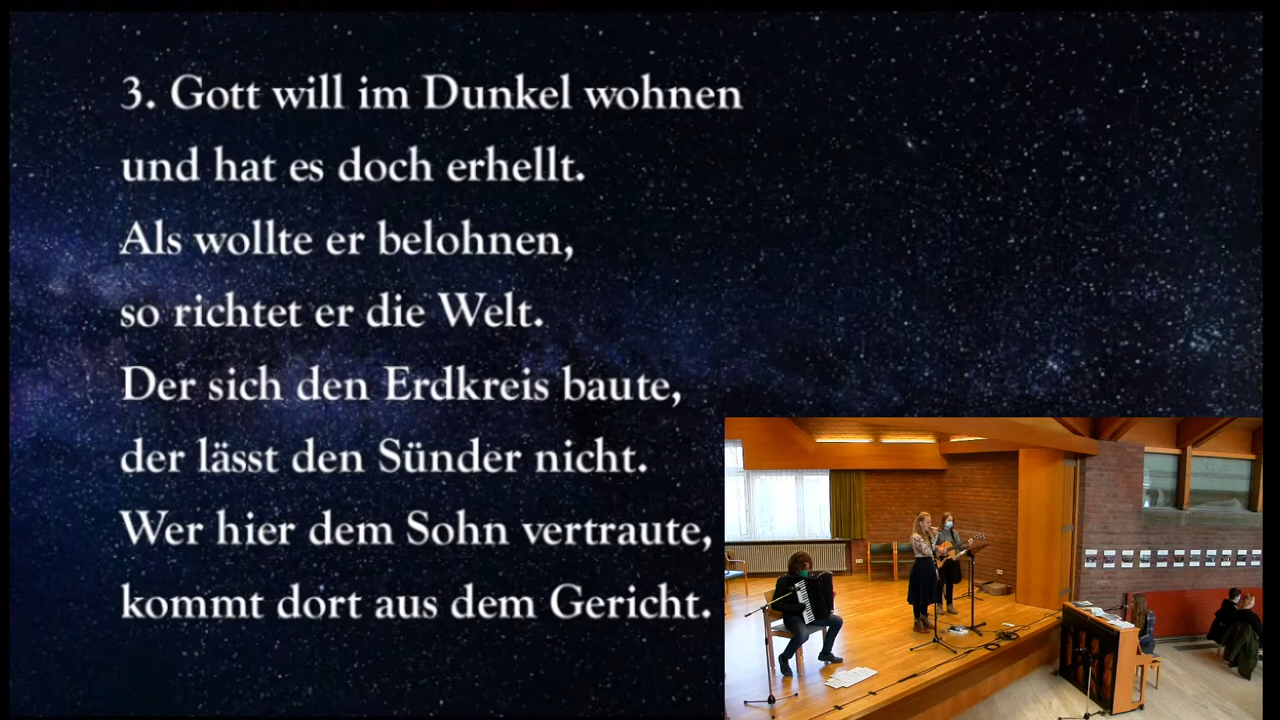 3. Gott will im Dunkel wohnen
und hat es doch erhellt.
Als wollte er belohnen,
so richtet er die Welt.
Der sich den Erdkreis baute,
der lässt den Sünder nicht.
Wer hier dem Sohn vertraute,
kommt dort aus dem Gericht.